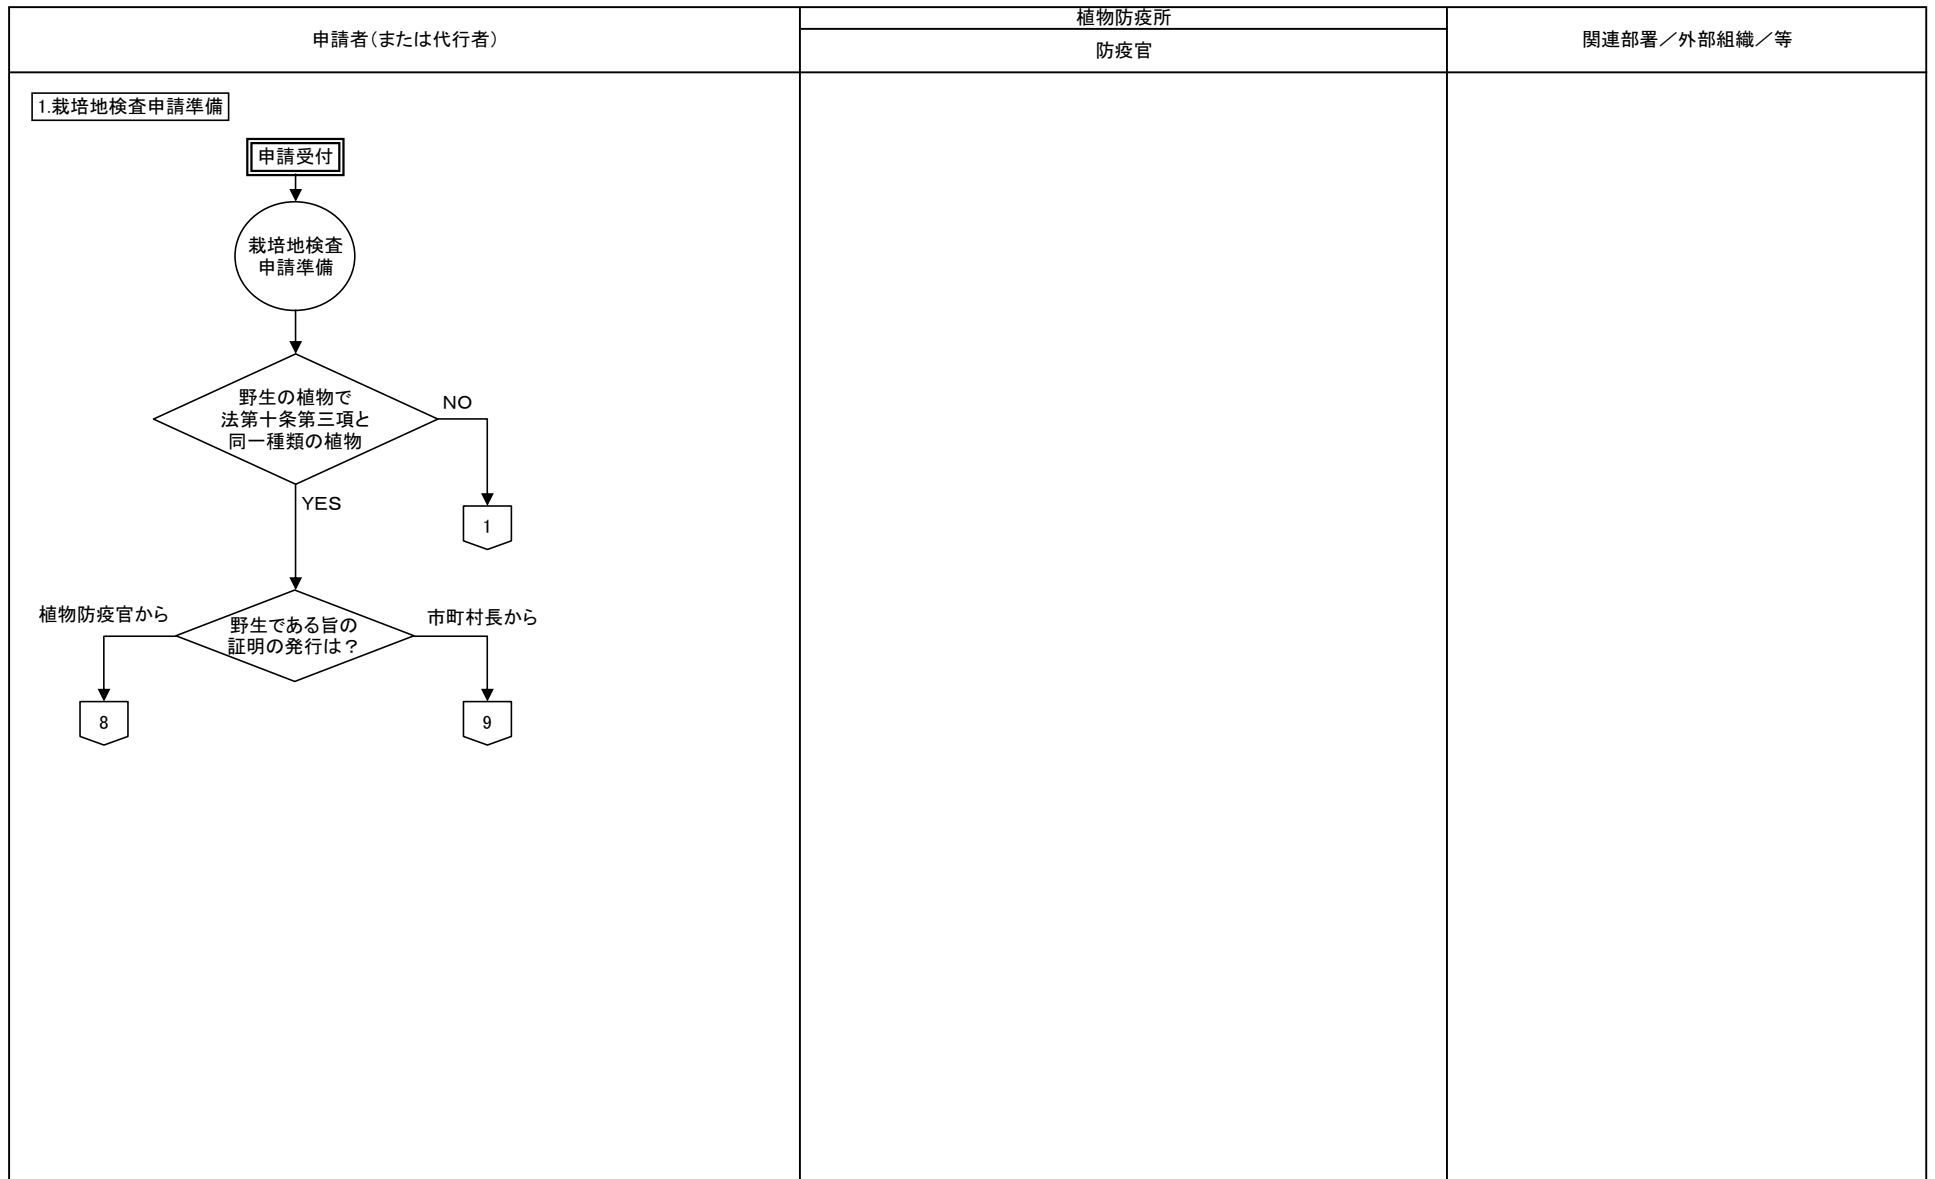 申請者(または代行者)
植物防疫所
防疫官
関連部署／外部組織／等
1.栽培地検査申請準備
申請受付
栽培地検査
申請準備
野生の植物で
法第十条第三項と
同一種類の植物
NO
YES
1
植物防疫官から
野生である旨の
証明の発行は？
市町村長から
8
9